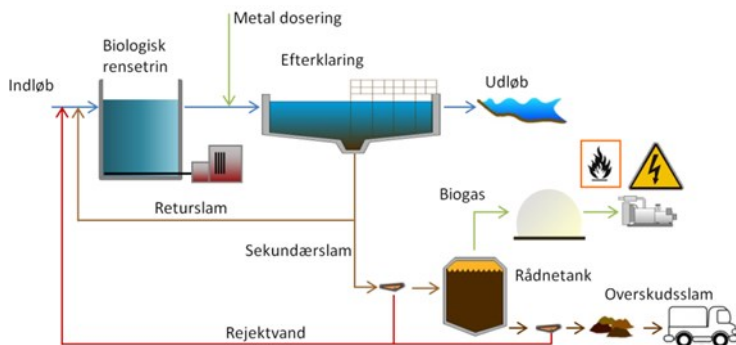 Metal dosering
Biologisk
rensetrin
Efterklaring
Indløb
Udløb
Returslam
Biogas
Sekundærslam
Rådnetank
Overskudsslam
Rejektvand